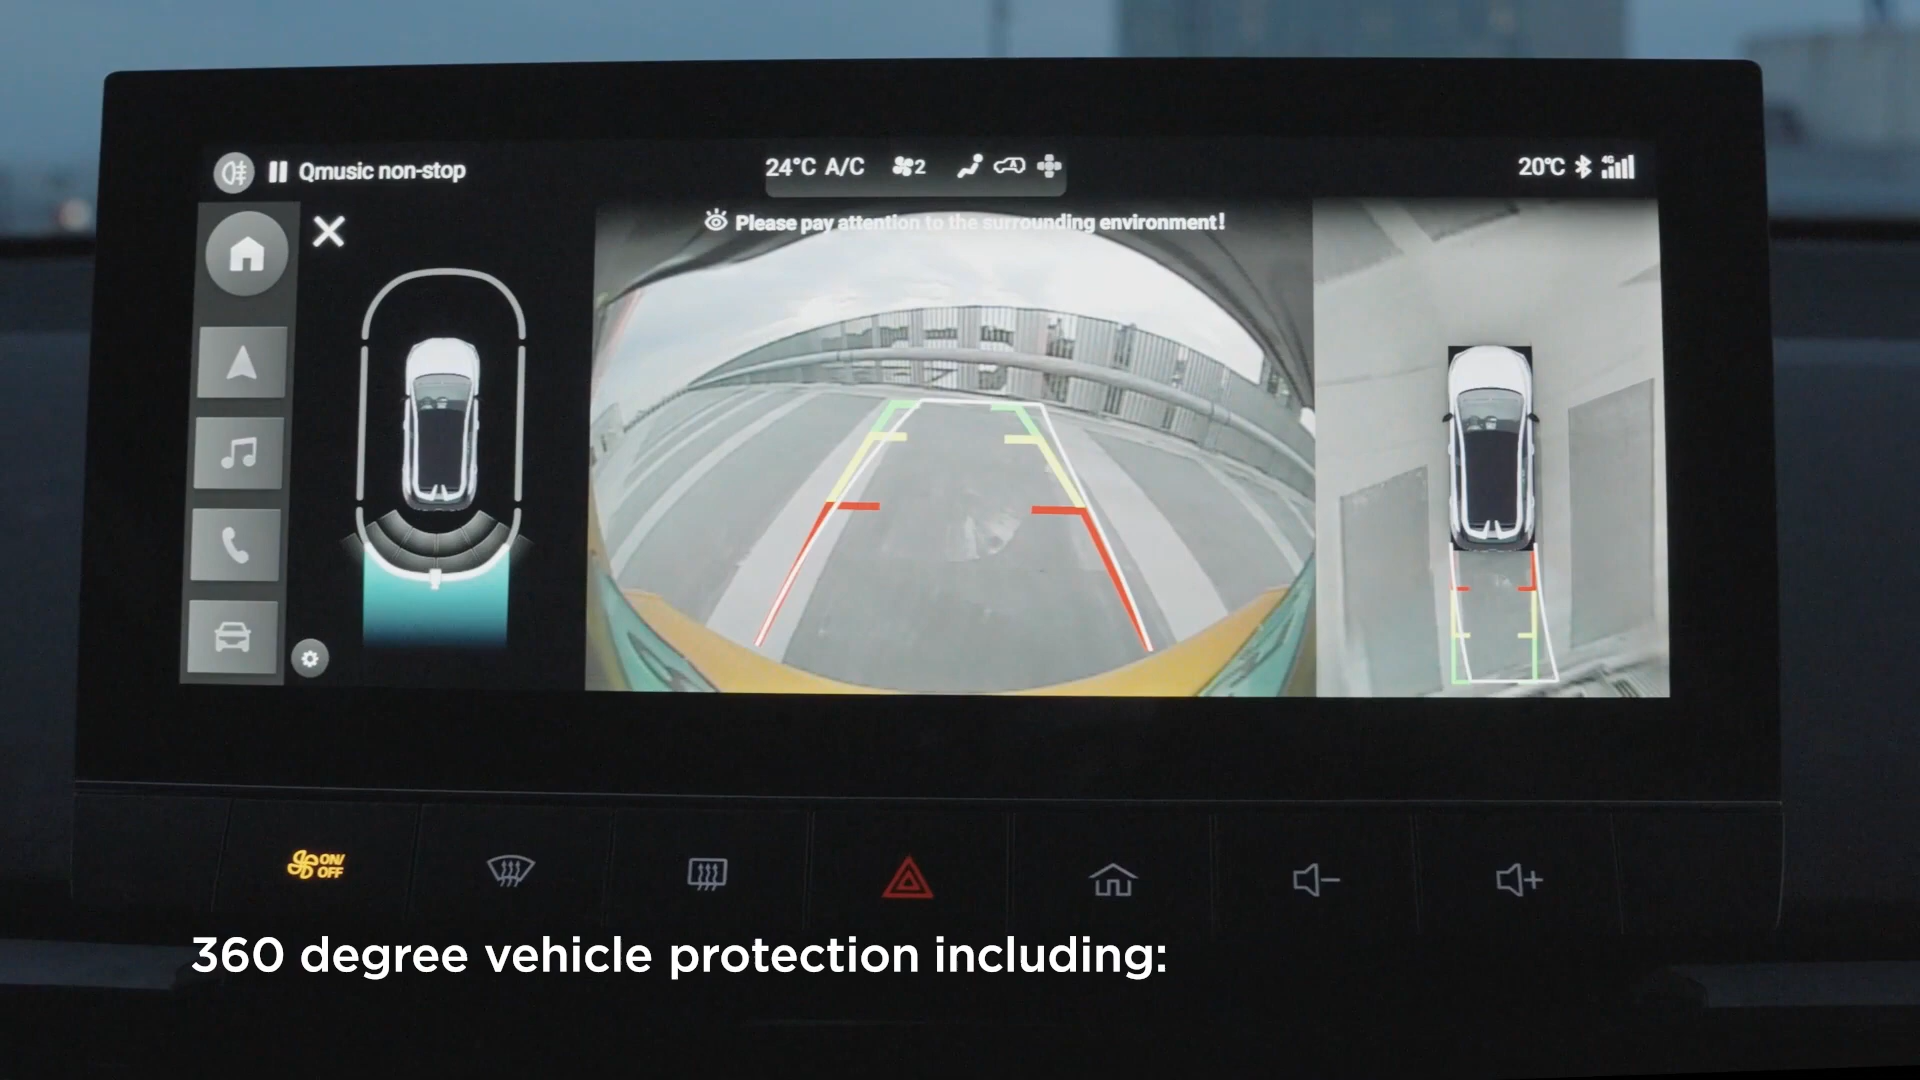 Qmusic non-stop
24°C A/C 2
20°C 4G
Please pay attention to the surrounding environment!
ON/
OFF
360 degree vehicle protection including: